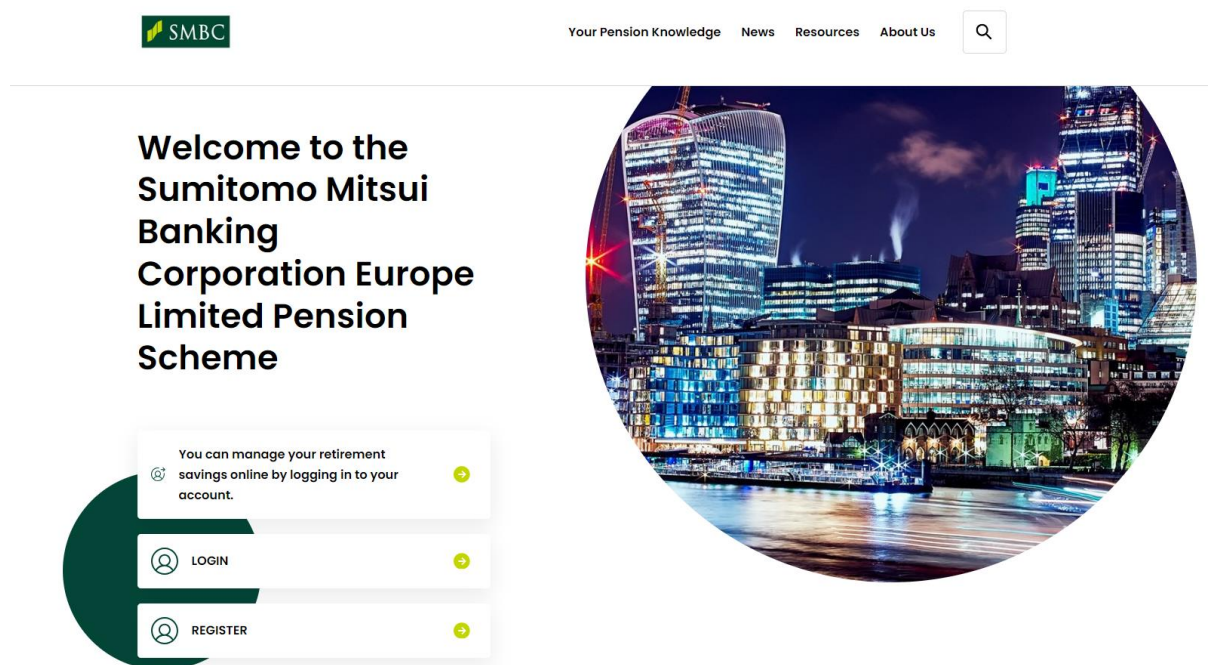 SMBC
Your Pension Knowledge News Resources About Us
Welcome to the
Sumitomo Mitsui
Banking
Corporation Europe
Limited Pension
Scheme
You can manage your retirement
savings online by logging in to your
account.
LOGIN
REGISTER